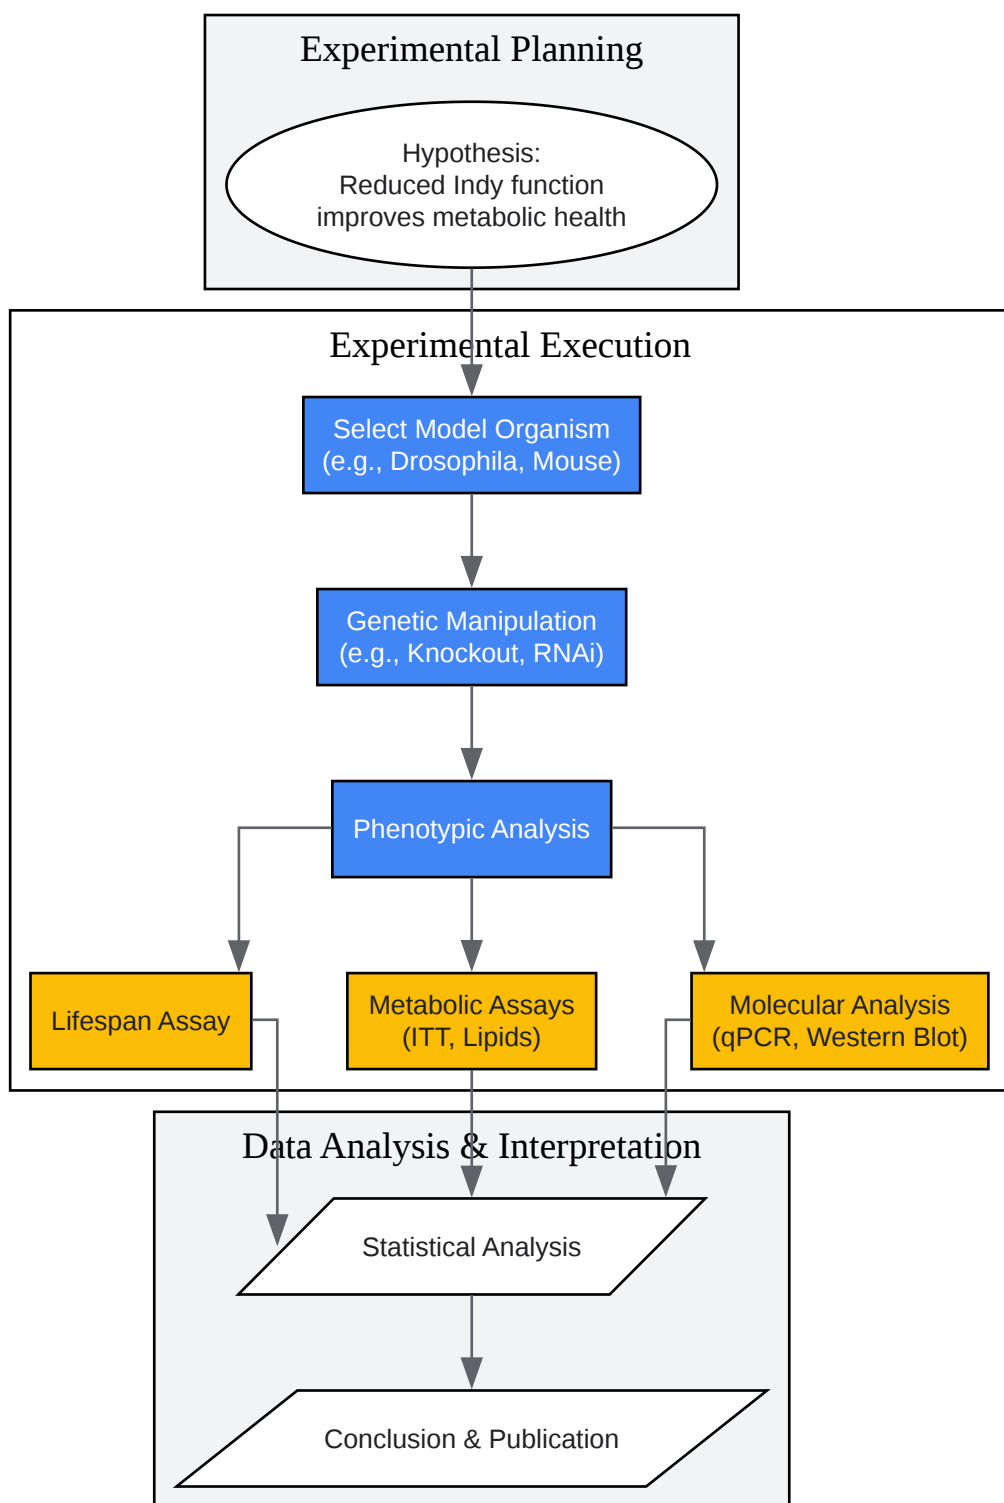 Experimental Planning
Hypothesis:
Reduced Indy function
improves metabolic health
Experimental Execution
Select Model Organism
(e.g., Drosophila, Mouse)
Genetic Manipulation
(e.g., Knockout, RNAi)
Phenotypic Analysis
Lifespan Assay
Metabolic Assays
(ITT, Lipids)
Molecular Analysis
(qPCR, Western Blot)
Data Analysis & Interpretation
Statistical Analysis
Conclusion & Publication